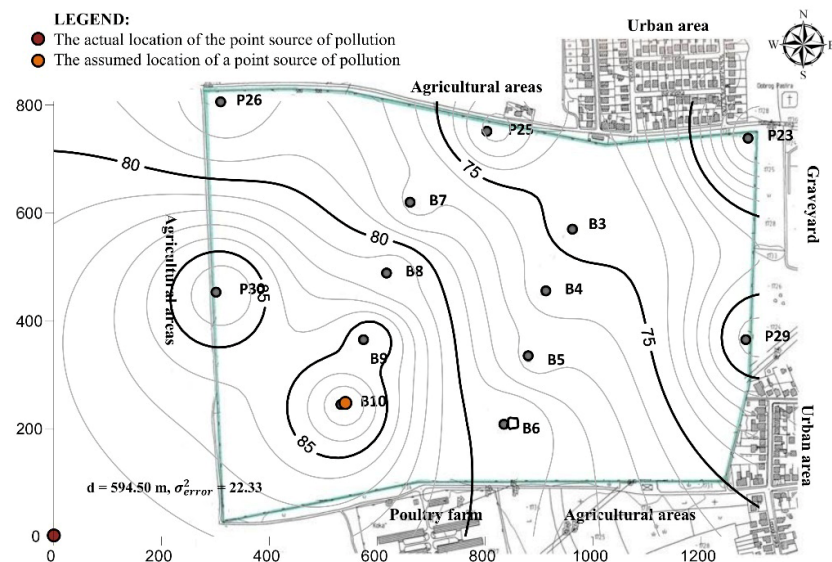 LEGEND:
The actual location of the point source of pollution
The assumed location of a point source of pollution
Urban area
N
W
E
S
Agricultural areas
800
P26
P25
P23
75
80
Graveyard
B7
600
B3
80
Agricultural areas
B8
P30
85
B4
400
75
P29
B9
B5
B10
200
B6
85
Urban area
d = 594.50 m, σ²error = 22.33
Poultry farm
Agricultural areas
0
0
200
400
600
800
1000
1200